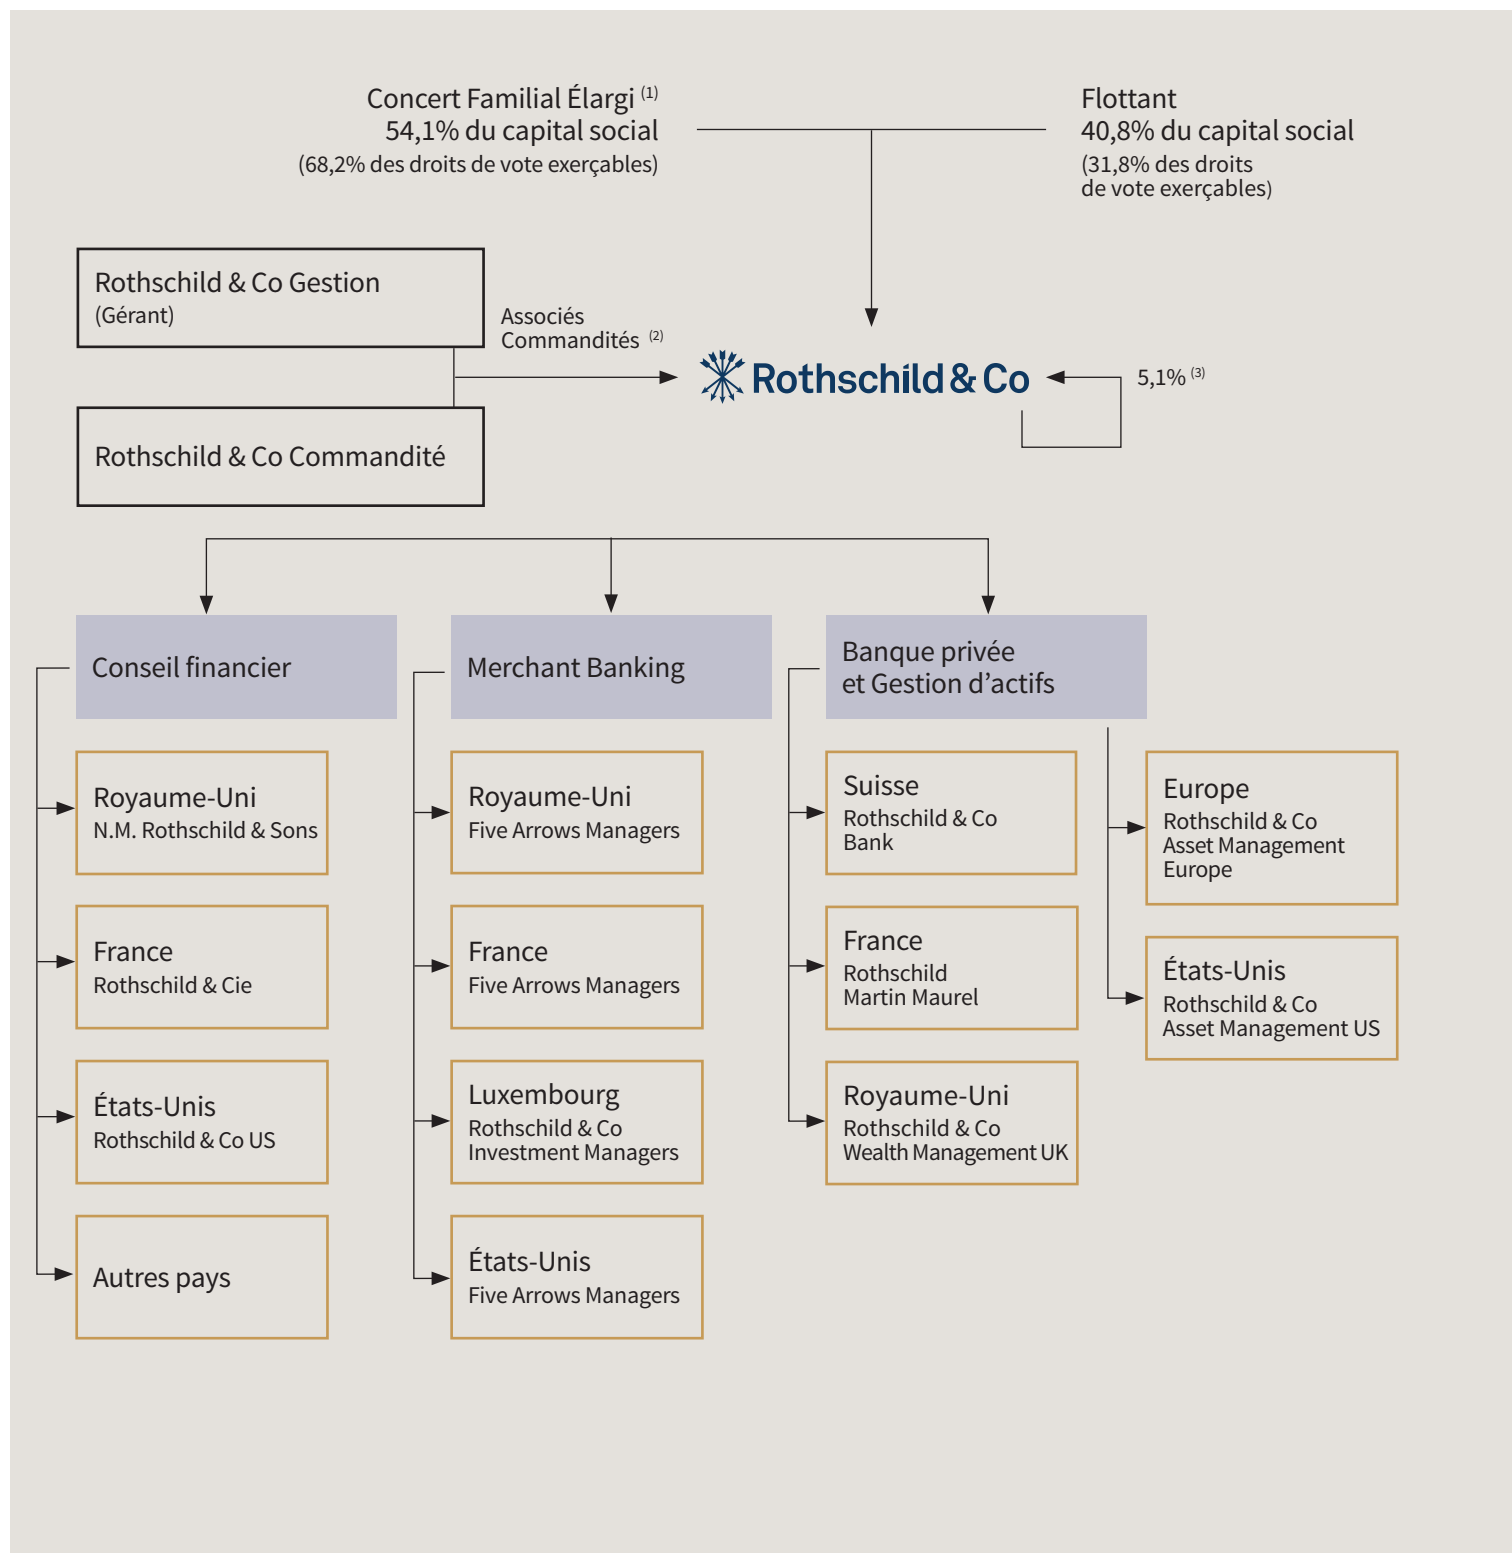 Concert Familial Élargi (1)
54,1% du capital social
(68,2% des droits de vote exerçables)
Flottant
40,8% du capital social
(31,8% des droits
de vote exerçables)
Rothschild & Co Gestion
(Gérant)
Associés
Commandités (2)
Rothschild & Co
5,1% (3)
Rothschild & Co Commandité
Conseil financier
Royaume-Uni
N.M. Rothschild & Sons
France
Rothschild & Cie
États-Unis
Rothschild & Co US
Autres pays
Merchant Banking
Royaume-Uni
Five Arrows Managers
France
Five Arrows Managers
Luxembourg
Rothschild & Co
Investment Managers
États-Unis
Five Arrows Managers
Banque privée
et Gestion d’actifs
Suisse
Rothschild & Co
Bank
France
Rothschild
Martin Maurel
Royaume-Uni
Rothschild & Co
Wealth Management UK
Europe
Rothschild & Co
Asset Management
Europe
États-Unis
Rothschild & Co
Asset Management US